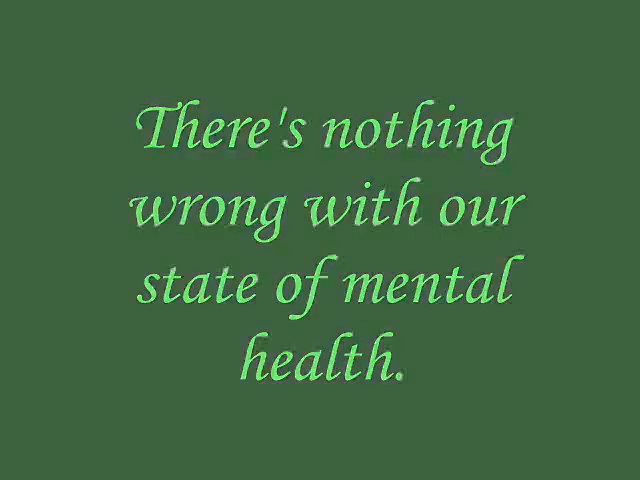 There's nothing
wrong with our
state of mental
health.